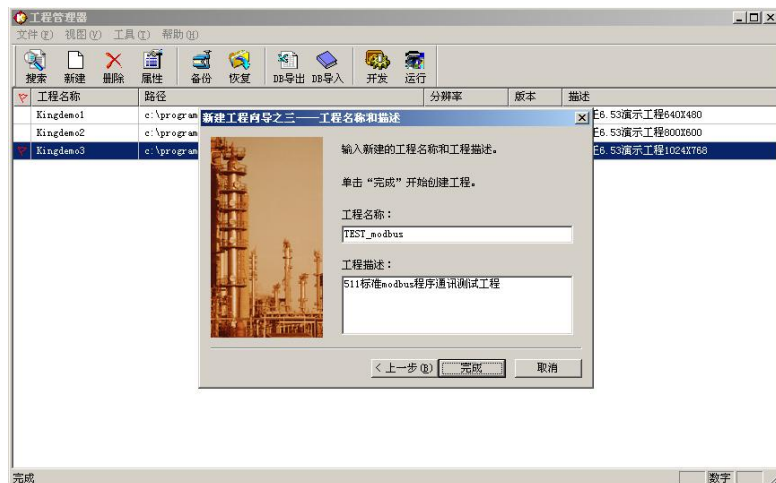 工程管理器
文件(F) 视图(V) 工具(T) 帮助(H)
搜索 新建 删除 属性 备份 恢复 DB导出 DB导入 开发 运行
工程名称 路径 分辨率 版本 描述
Kingdemo1 c:\program 6.53演示工程640X480
Kingdemo2 c:\program 6.53演示工程800X600
Kingdemo3 c:\program 6.53演示工程1024X768
新建工程向导之三——工程名称和描述
输入新建的工程名称和工程描述。
单击“完成”开始创建工程。
工程名称：
TEST_modbus
工程描述：
511标准modbus程序通讯测试工程
<上一步(B) 完成 取消
完成 数字